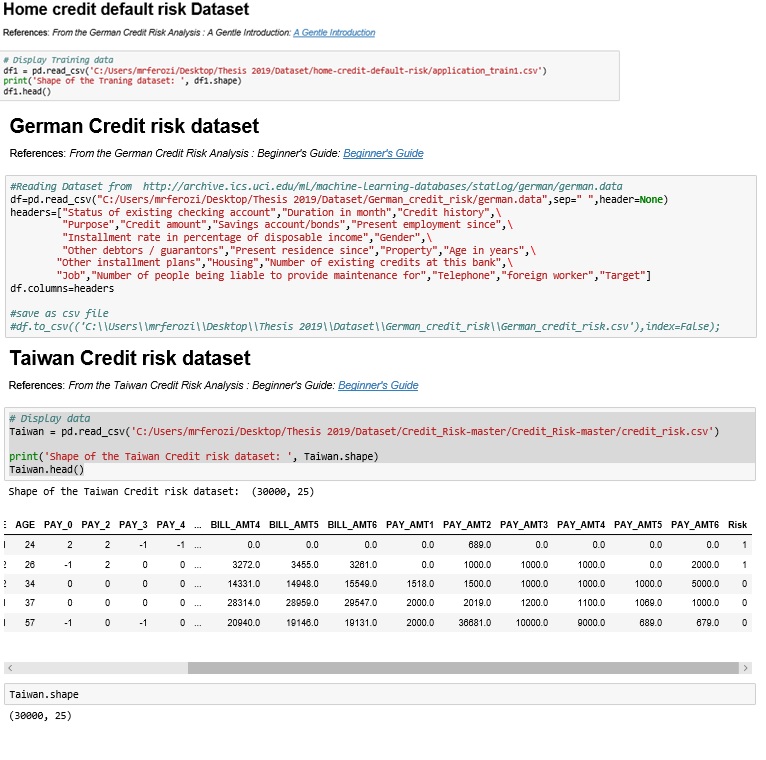 Home credit default risk Dataset
References: From the German Credit Risk Analysis : A Gentle Introduction: A Gentle Introduction
# Display Training data
df1 = pd.read_csv('C:/Users/mrferozi/Desktop/Thesis 2019/Dataset/home-credit-default-risk/application_train1.csv')
print('Shape of the Traning dataset: ', df1.shape)
df1.head()
German Credit risk dataset
References: From the German Credit Risk Analysis : Beginner's Guide: Beginner's Guide
#Reading Dataset from  http://archive.ics.uci.edu/ml/machine-learning-databases/statlog/german/german.data
df=pd.read_csv("C:/Users/mrferozi/Desktop/Thesis 2019/Dataset/German_credit_risk/german.data",sep=" ",header=None)
headers=["Status of existing checking account","Duration in month","Credit history",\
"Purpose","Credit amount","Savings account/bonds","Present employment since",\
"Installment rate in percentage of disposable income","Gender",\
"Other debtors / guarantors","Present residence since","Property","Age in years",\
"Other installment plans","Housing","Number of existing credits at this bank",\
"Job","Number of people being liable to provide maintenance for","Telephone","foreign worker","Target"]
df.columns=headers
#save as csv file
#df.to_csv(('C:\\Users\\mrferozi\\Desktop\\Thesis 2019\\Dataset\\German_credit_risk\\German_credit_risk.csv'),index=False);
Taiwan Credit risk dataset
References: From the Taiwan Credit Risk Analysis : Beginner's Guide: Beginner's Guide
# Display data
Taiwan = pd.read_csv('C:/Users/mrferozi/Desktop/Thesis 2019/Dataset/Credit_Risk-master/Credit_Risk-master/credit_risk.csv')
print('Shape of the Taiwan Credit risk dataset: ', Taiwan.shape)
Taiwan.head()
Shape of the Taiwan Credit risk dataset:  (30000, 25)
AGE PAY_0 PAY_2 PAY_3 PAY_4 ... BILL_AMT4 BILL_AMT5 BILL_AMT6 PAY_AMT1 PAY_AMT2 PAY_AMT3 PAY_AMT4 PAY_AMT5 PAY_AMT6 Risk
24 2 2 -1 -1 ... 0.0 0.0 0.0 0.0 689.0 0.0 0.0 0.0 0.0 1
26 -1 2 0 0 ... 3272.0 3455.0 3261.0 0.0 1000.0 1000.0 1000.0 0.0 2000.0 1
34 0 0 0 0 ... 14331.0 14948.0 15549.0 1518.0 1500.0 1000.0 1000.0 1000.0 5000.0 0
37 0 0 0 0 ... 28314.0 28959.0 29547.0 2000.0 2019.0 1200.0 1100.0 1069.0 1000.0 0
57 -1 0 -1 0 ... 20940.0 19146.0 19131.0 2000.0 36681.0 10000.0 9000.0 689.0 679.0 0
Taiwan.shape
(30000, 25)